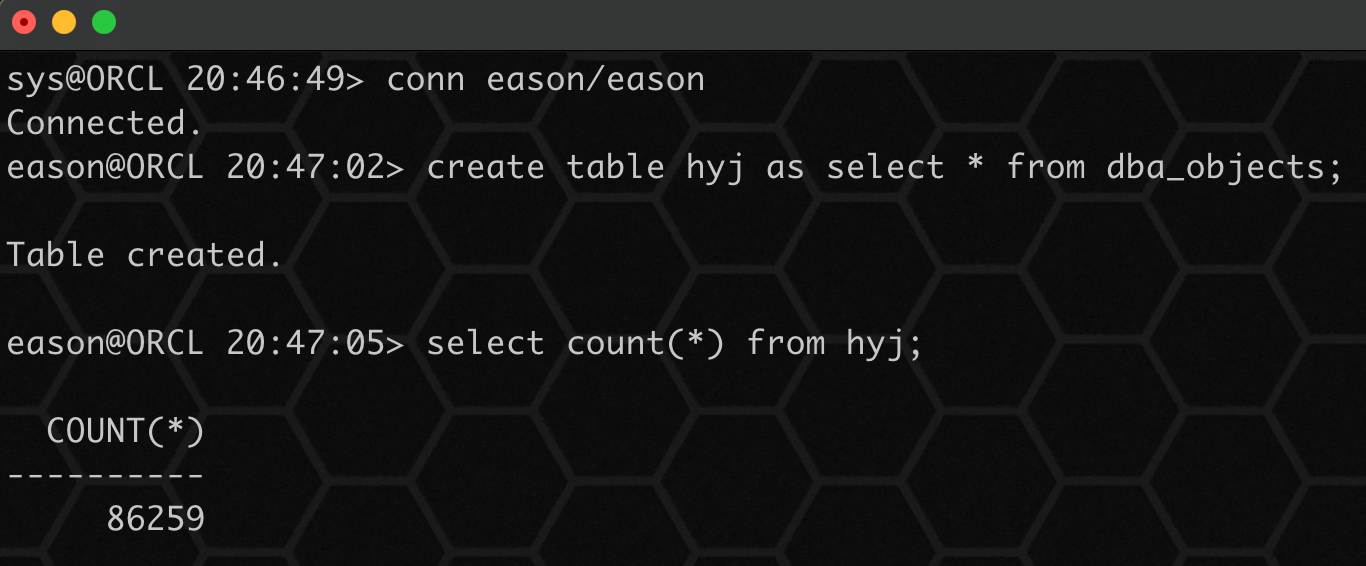 sys@ORCL 20:46:49> conn eason/eason
Connected.
eason@ORCL 20:47:02> create table hyj as select * from dba_objects;
Table created.
eason@ORCL 20:47:05> select count(*) from hyj;
  COUNT(*)
----------
     86259